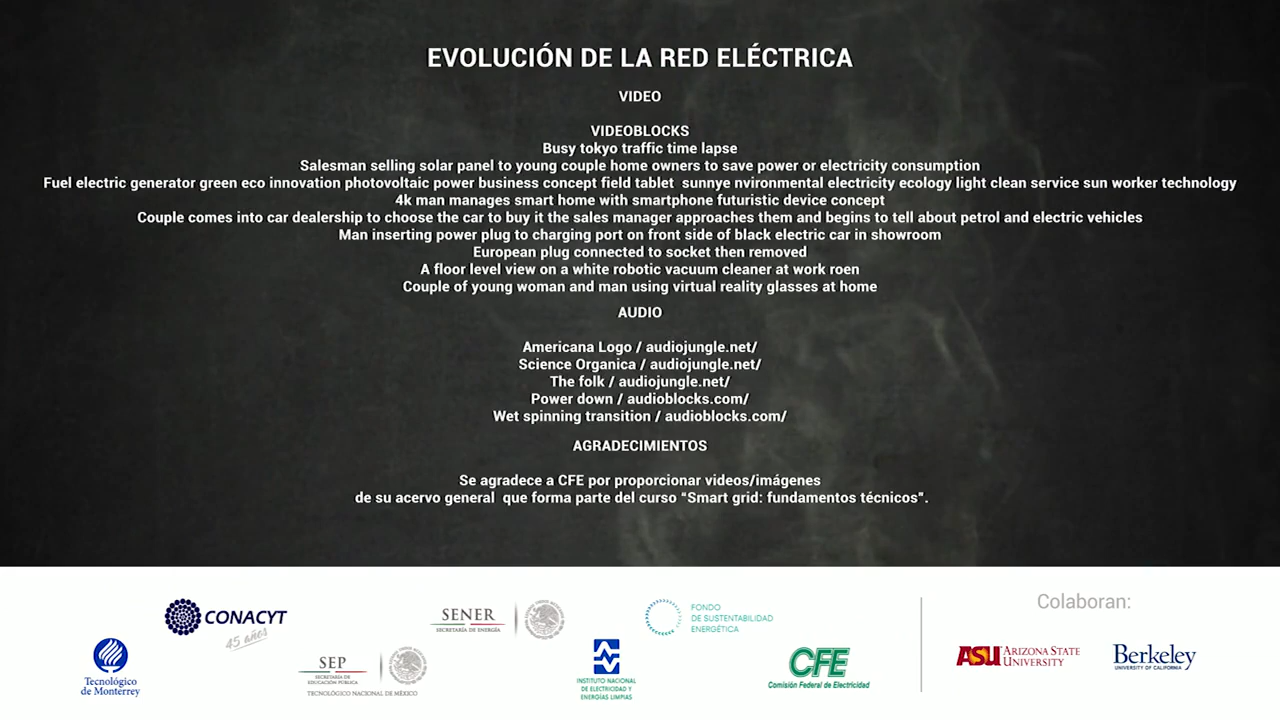 EVOLUCIÓN DE LA RED ELÉCTRICA
VIDEO
VIDEOBLOCKS
Busy tokyo traffic time lapse
Salesman selling solar panel to young couple home owners to save power or electricity consumption
Fuel electric generator green eco innovation photovoltaic power business concept field tablet  sunnye nvironmental electricity ecology light clean service sun worker technology
4k man manages smart home with smartphone futuristic device concept
Couple comes into car dealership to choose the car to buy it the sales manager approaches them and begins to tell about petrol and electric vehicles
Man inserting power plug to charging port on front side of black electric car in showroom
European plug connected to socket then removed
A floor level view on a white robotic vacuum cleaner at work roen
Couple of young woman and man using virtual reality glasses at home
AUDIO
Americana Logo / audiojungle.net/
Science Organica / audiojungle.net/
The folk / audiojungle.net/
Power down / audioblocks.com/
Wet spinning transition / audioblocks.com/
AGRADECIMIENTOS
Se agradece a CFE por proporcionar videos/imágenes
de su acervo general  que forma parte del curso “Smart grid: fundamentos técnicos”.
Tecnológico
de Monterrey
CONACYT
45 años
SEP
SECRETARÍA DE
EDUCACIÓN PÚBLICA
TECNOLÓGICO NACIONAL DE MÉXICO
SENER
SECRETARÍA DE ENERGÍA
INSTITUTO NACIONAL
DE ELECTRICIDAD Y
ENERGÍAS LIMPIAS
FONDO
DE SUSTENTABILIDAD
ENERGÉTICA
CFE
Comisión Federal de Electricidad
Colaboran:
ASU ARIZONA STATE
UNIVERSITY
Berkeley
UNIVERSITY OF CALIFORNIA